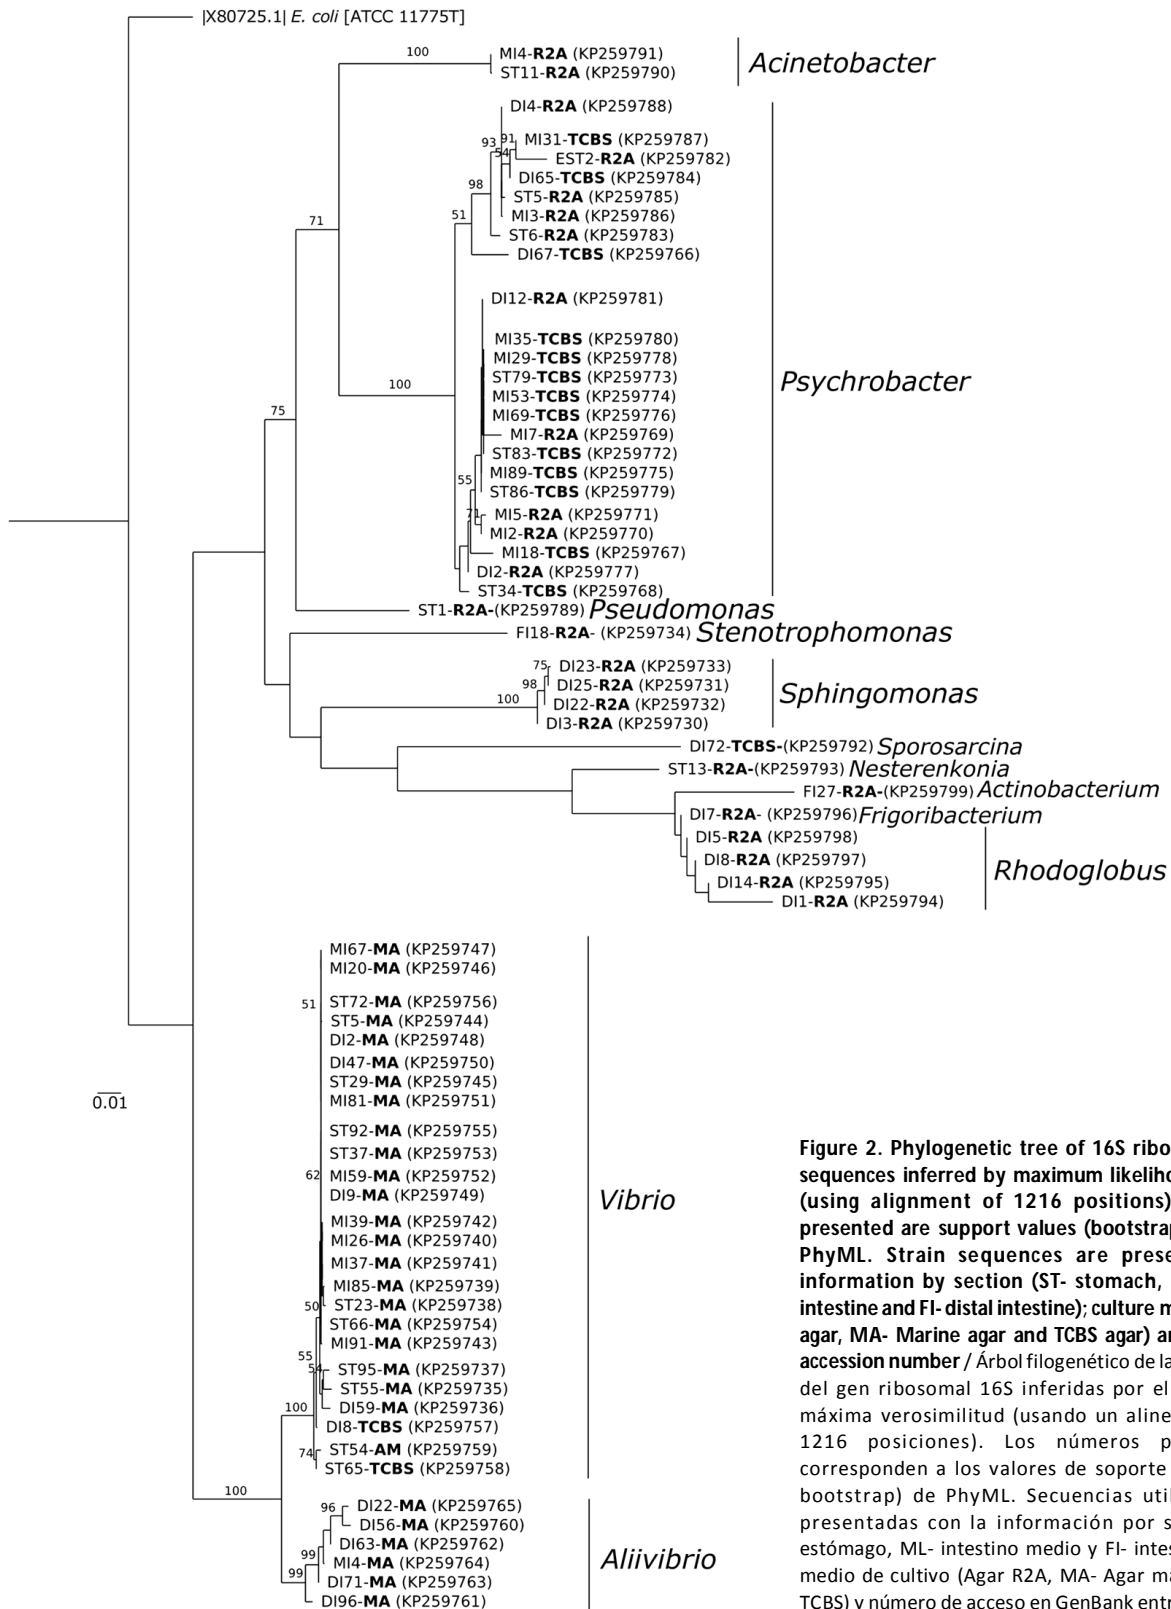 |X80725.1| E. coli [ATCC 11775T]
100
MI4-R2A (KP259791)
ST11-R2A (KP259790)
Acinetobacter
DI4-R2A (KP259788)
93
91
54
MI31-TCBS (KP259787)
EST2-R2A (KP259782)
DI65-TCBS (KP259784)
98
ST5-R2A (KP259785)
51
MI3-R2A (KP259786)
71
ST6-R2A (KP259783)
DI67-TCBS (KP259766)
DI12-R2A (KP259781)
MI35-TCBS (KP259780)
MI29-TCBS (KP259778)
ST79-TCBS (KP259773)
Psychrobacter
100
MI53-TCBS (KP259774)
75
MI69-TCBS (KP259776)
MI7-R2A (KP259769)
ST83-TCBS (KP259772)
MI89-TCBS (KP259775)
55
ST86-TCBS (KP259779)
71
MI5-R2A (KP259771)
MI2-R2A (KP259770)
MI18-TCBS (KP259767)
DI2-R2A (KP259777)
ST34-TCBS (KP259768)
ST1-R2A-(KP259789) Pseudomonas
FI18-R2A- (KP259734) Stenotrophomonas
75
DI23-R2A (KP259733)
98
DI25-R2A (KP259731)
100
DI22-R2A (KP259732)
DI3-R2A (KP259730)
Sphingomonas
DI72-TCBS-(KP259792) Sporosarcina
ST13-R2A-(KP259793) Nesterenkonia
FI27-R2A-(KP259799) Actinobacterium
DI7-R2A- (KP259796) Frigoribacterium
DI5-R2A (KP259798)
DI8-R2A (KP259797)
DI14-R2A (KP259795)
DI1-R2A (KP259794)
Rhodoglobus
MI67-MA (KP259747)
MI20-MA (KP259746)
51
ST72-MA (KP259756)
ST5-MA (KP259744)
DI2-MA (KP259748)
DI47-MA (KP259750)
ST29-MA (KP259745)
MI81-MA (KP259751)
0.01
ST92-MA (KP259755)
ST37-MA (KP259753)
62
MI59-MA (KP259752)
DI9-MA (KP259749)
Vibrio
MI39-MA (KP259742)
MI26-MA (KP259740)
MI37-MA (KP259741)
MI85-MA (KP259739)
50
ST23-MA (KP259738)
ST66-MA (KP259754)
MI91-MA (KP259743)
55
54
ST95-MA (KP259737)
ST55-MA (KP259735)
100
DI59-MA (KP259736)
DI8-TCBS (KP259757)
74
ST54-AM (KP259759)
ST65-TCBS (KP259758)
100
96
DI22-MA (KP259765)
DI56-MA (KP259760)
DI63-MA (KP259762)
99
MI4-MA (KP259764)
99
DI71-MA (KP259763)
DI96-MA (KP259761)
Aliivibrio
Figure 2. Phylogenetic tree of 16S ribo
sequences inferred by maximum likeliho
(using alignment of 1216 positions)
presented are support values (bootstrap
PhyML. Strain sequences are prese
information by section (ST- stomach,
intestine and FI- distal intestine); culture m
agar, MA- Marine agar and TCBS agar) an
accession number / Árbol filogenético de la
del gen ribosomal 16S inferidas por el
máxima verosimilitud (usando un aline
1216 posiciones). Los números p
corresponden a los valores de soporte
bootstrap) de PhyML. Secuencias util
presentadas con la información por s
estómago, ML- intestino medio y FI- intes
medio de cultivo (Agar R2A, MA- Agar ma
TCBS) y número de acceso en GenBank entr